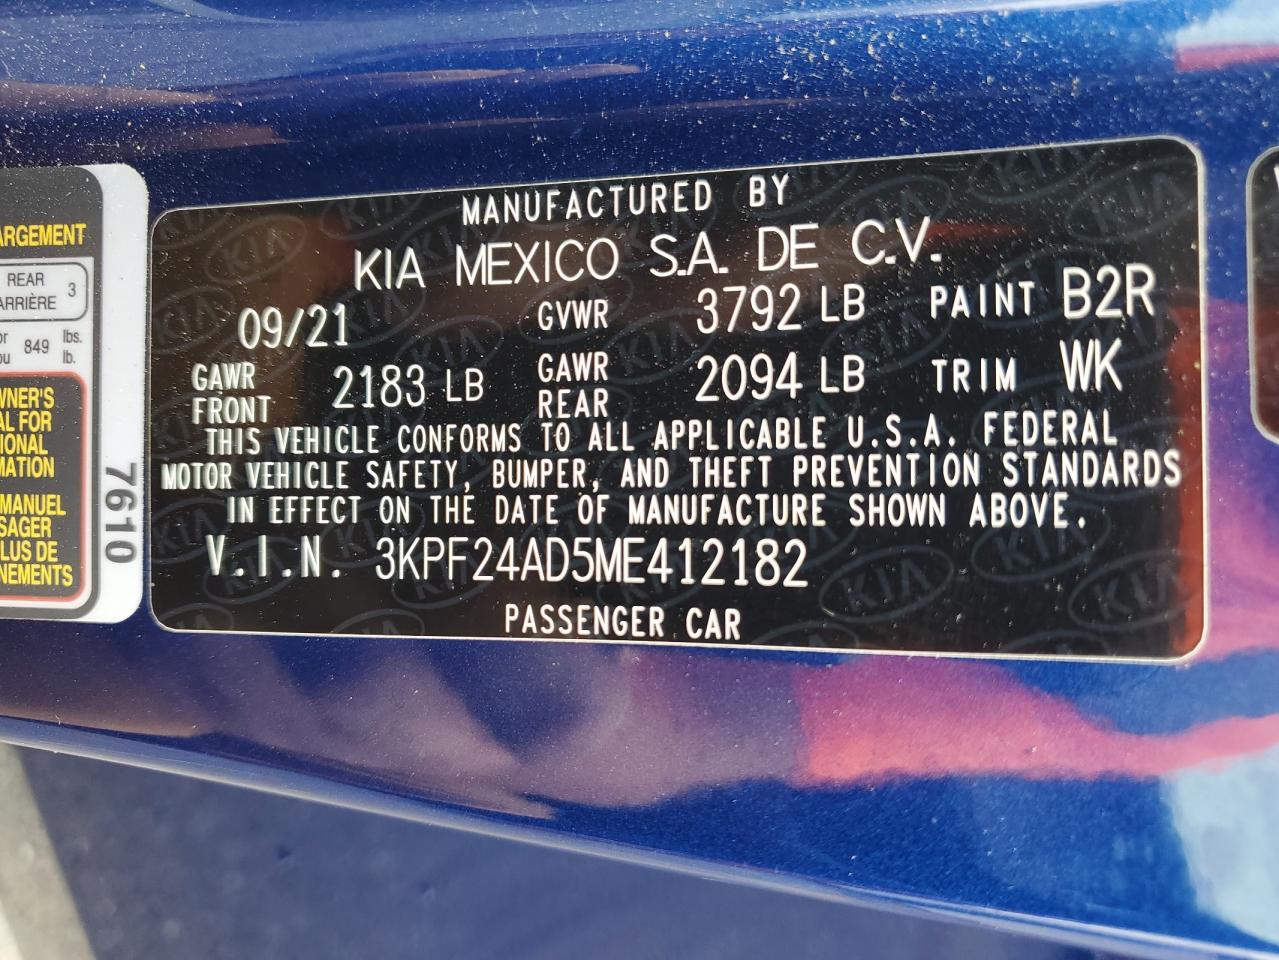 MANUFACTURED BY
KIA MEXICO S.A. DE C.V.
09/21 GVWR 3792 LB PAINT B2R
GAWR FRONT 2183 LB GAWR REAR 2094 LB TRIM WK
THIS VEHICLE CONFORMS TO ALL APPLICABLE U.S.A. FEDERAL
MOTOR VEHICLE SAFETY, BUMPER, AND THEFT PREVENTION STANDARDS
IN EFFECT ON THE DATE OF MANUFACTURE SHOWN ABOVE.
V.I.N. 3KPF24AD5ME412182
PASSENGER CAR
ARGEMENT
REAR
ARRIÈRE 3
or
ou 849 lbs.
lb.
WNER'S
AL FOR
TIONAL
MATION
MANUEL
SAGER
LUS DE
NEMENTS
7610